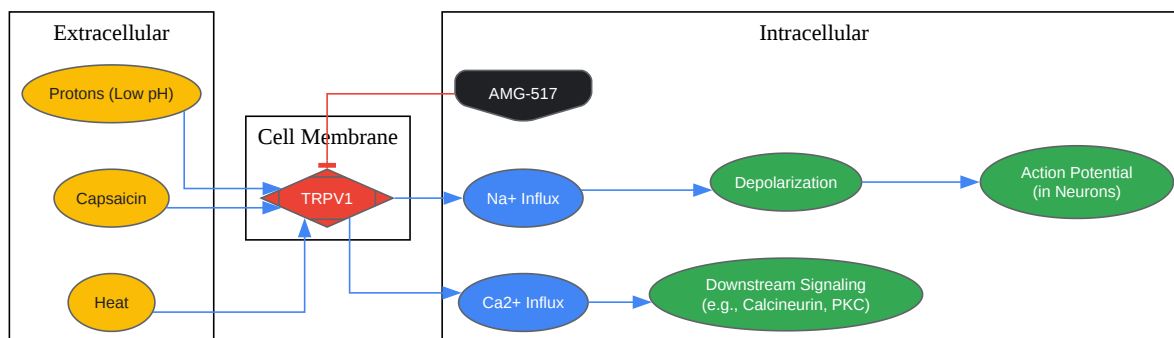 Extracellular
Protons (Low pH)
Capsaicin
Heat
Cell Membrane
TRPV1
Intracellular
AMG-517
Na+ Influx
Depolarization
Action Potential
(in Neurons)
Ca2+ Influx
Downstream Signaling
(e.g., Calcineurin, PKC)